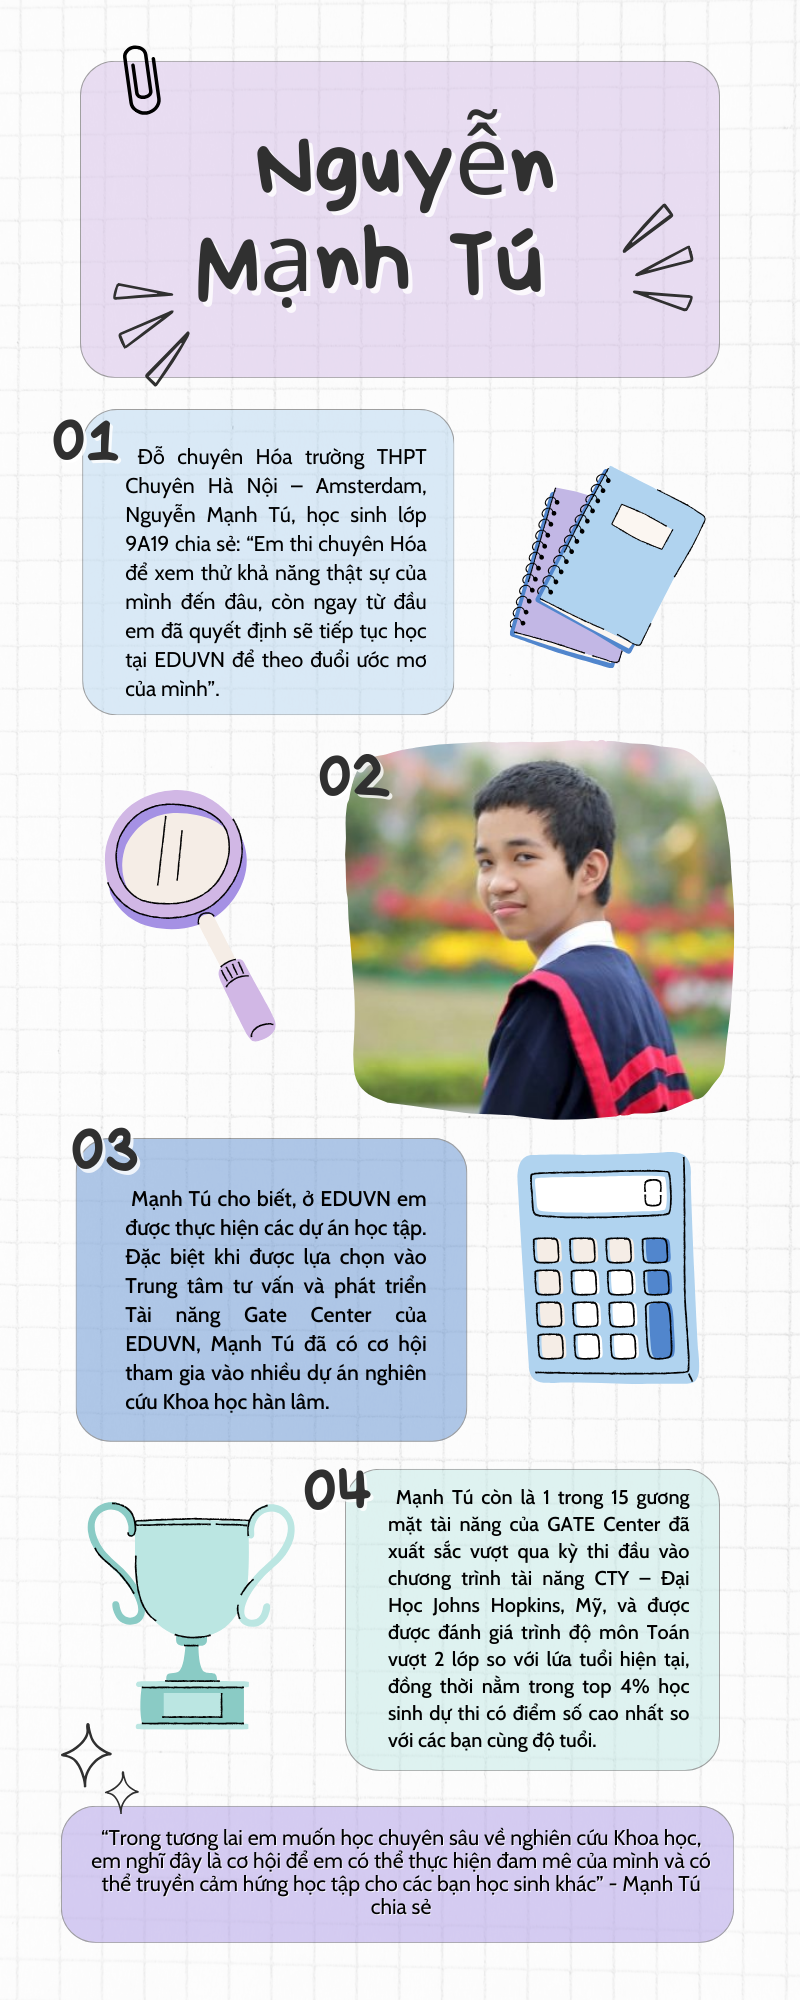 Nguyễn
Mạnh Tú
01
Đỗ chuyên Hóa trường THPT
Chuyên Hà Nội – Amsterdam,
Nguyễn Mạnh Tú, học sinh lớp
9A19 chia sẻ: “Em thi chuyên Hóa
để xem thử khả năng thật sự của
mình đến đâu, còn ngay từ đầu
em đã quyết định sẽ tiếp tục học
tại EDUVN để theo đuổi ước mơ
của mình”.
02
03
Mạnh Tú cho biết, ở EDUVN em
được thực hiện các dự án học tập.
Đặc biệt khi được lựa chọn vào
Trung tâm tư vấn và phát triển
Tài năng Gate Center của
EDUVN, Mạnh Tú đã có cơ hội
tham gia vào nhiều dự án nghiên
cứu Khoa học hàn lâm.
0
04
Mạnh Tú còn là 1 trong 15 gương
mặt tài năng của GATE Center đã
xuất sắc vượt qua kỳ thi đầu vào
chương trình tài năng CTY – Đại
Học Johns Hopkins, Mỹ, và được
được đánh giá trình độ môn Toán
vượt 2 lớp so với lứa tuổi hiện tại,
đồng thời nằm trong top 4% học
sinh dự thi có điểm số cao nhất so
với các bạn cùng độ tuổi.
“Trong tương lai em muốn học chuyên sâu về nghiên cứu Khoa học,
em nghĩ đây là cơ hội để em có thể thực hiện đam mê của mình và có
thể truyền cảm hứng học tập cho các bạn học sinh khác” - Mạnh Tú
chia sẻ